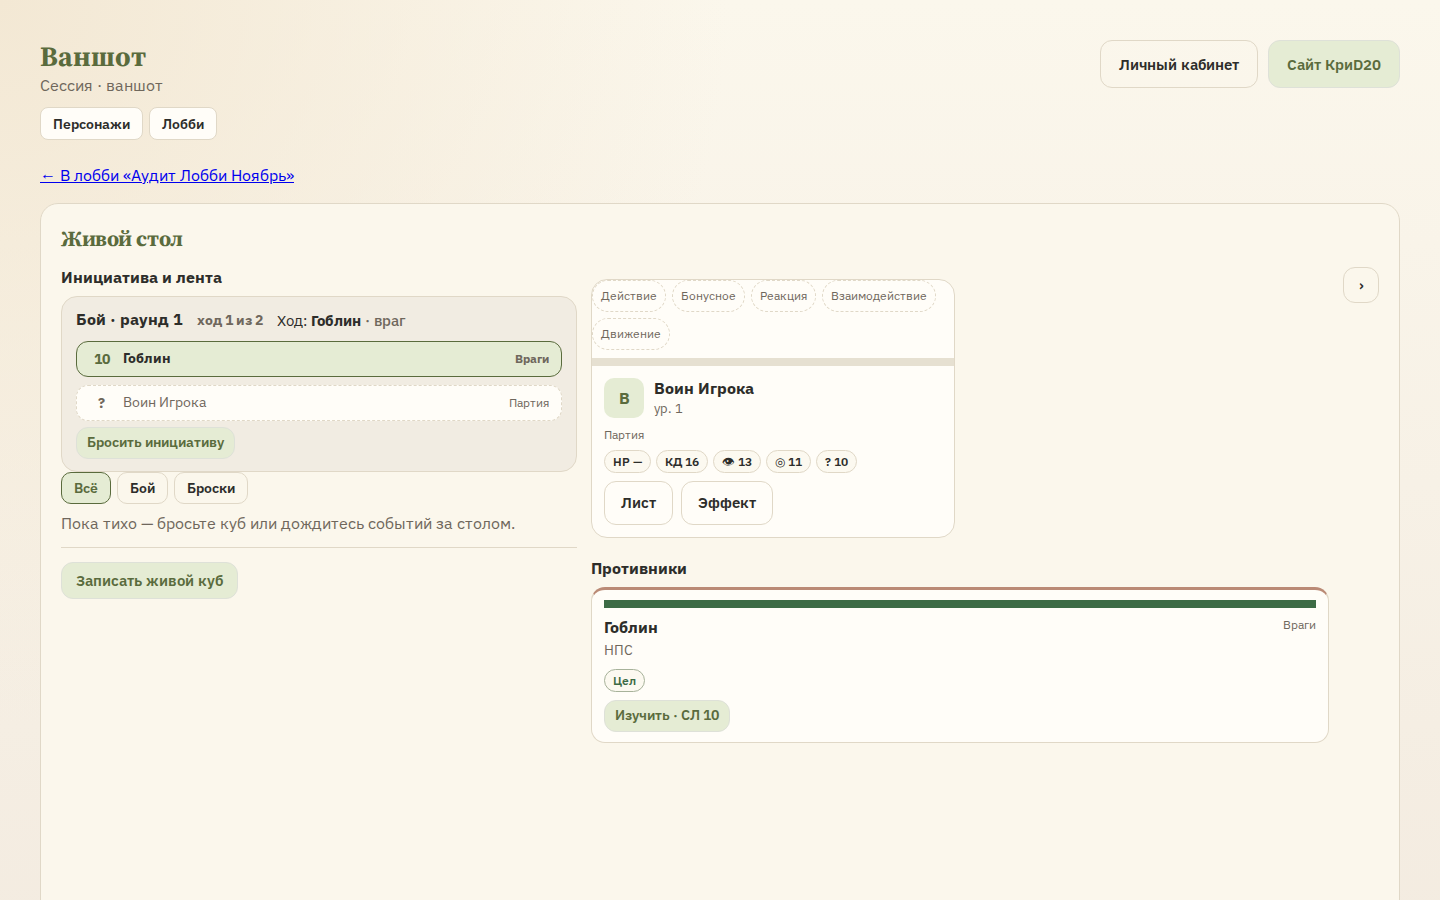 Ваншот
Сессия · ваншот
Персонажи
Лобби
Личный кабинет
Сайт КриD20
← В лобби «Аудит Лобби Ноябрь»
Живой стол
Инициатива и лента
Бой · раунд 1 ход 1 из 2 Ход: Гоблин · враг
10 Гоблин Враги
? Воин Игрока Партия
Бросить инициативу
Всё
Бой
Броски
Пока тихо — бросьте куб или дождитесь событий за столом.
Записать живой куб
Действие
Бонусное
Реакция
Взаимодействие
Движение
В
Воин Игрока
ур. 1
Партия
HP —
КД 16
👁 13
◎ 11
? 10
Лист
Эффект
Противники
Гоблин Враги
НПС
Цел
Изучить · СЛ 10
›